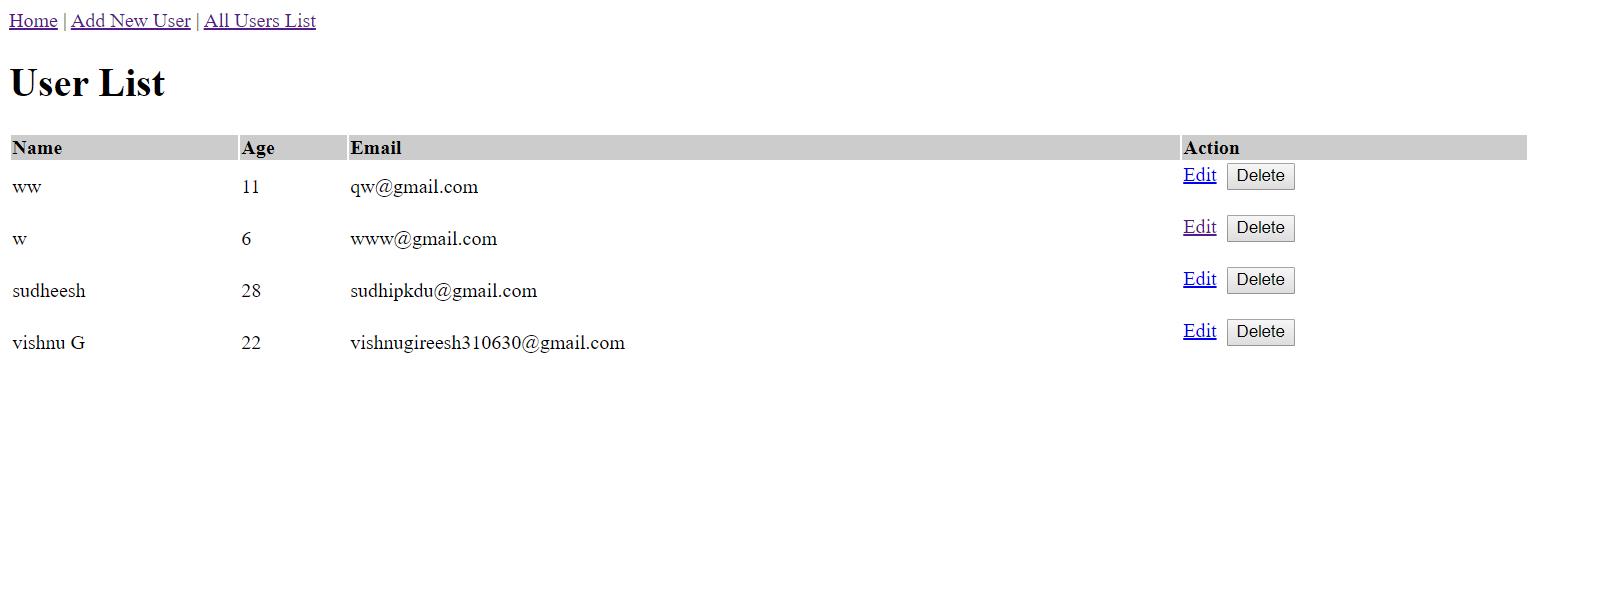 Home | Add New User | All Users List
User List
Name Age Email Action
ww 11 qw@gmail.com Edit Delete
w 6 www@gmail.com Edit Delete
sudheesh 28 sudhipkdu@gmail.com Edit Delete
vishnu G 22 vishnugireesh310630@gmail.com Edit Delete